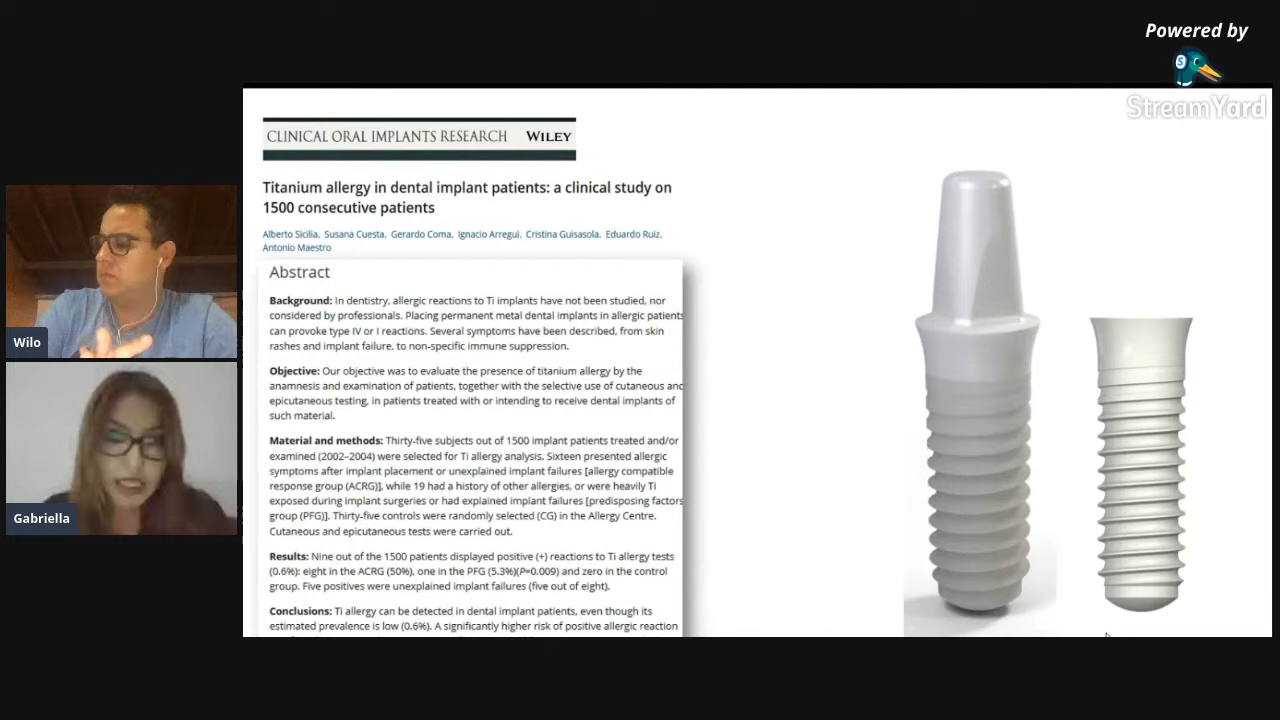 Powered by
S
StreamYard
CLINICAL ORAL IMPLANTS RESEARCH WILEY
Titanium allergy in dental implant patients: a clinical study on
1500 consecutive patients
Alberto Sicilia, Susana Cuesta, Gerardo Coma, Ignacio Arregui, Cristina Guisasola, Eduardo Ruiz,
Antonio Maestro
Abstract
Background: In dentistry, allergic reactions to Ti implants have not been studied, nor
considered by professionals. Placing permanent metal dental implants in allergic patients
can provoke type IV or I reactions. Several symptoms have been described, from skin
rashes and implant failure, to non-specific immune suppression.
Objective: Our objective was to evaluate the presence of titanium allergy by the
anamnesis and examination of patients, together with the selective use of cutaneous and
epicutaneous testing, in patients treated with or intending to receive dental implants of
such material.
Material and methods: Thirty-five subjects out of 1500 implant patients treated and/or
examined (2002–2004) were selected for Ti allergy analysis. Sixteen presented allergic
symptoms after implant placement or unexplained implant failures [allergy compatible
response group (ACRG)], while 19 had a history of other allergies, or were heavily Ti
exposed during implant surgeries or had explained implant failures [predisposing factors
group (PFG)]. Thirty-five controls were randomly selected (CG) in the Allergy Centre.
Cutaneous and epicutaneous tests were carried out.
Results: Nine out of the 1500 patients displayed positive (+) reactions to Ti allergy tests
(0.6%): eight in the ACRG (50%), one in the PFG (5.3%)(P=0.009) and zero in the control
group. Five positives were unexplained implant failures (five out of eight).
Conclusions: Ti allergy can be detected in dental implant patients, even though its
estimated prevalence is low (0.6%). A significantly higher risk of positive allergic reaction
Wilo
Gabriella